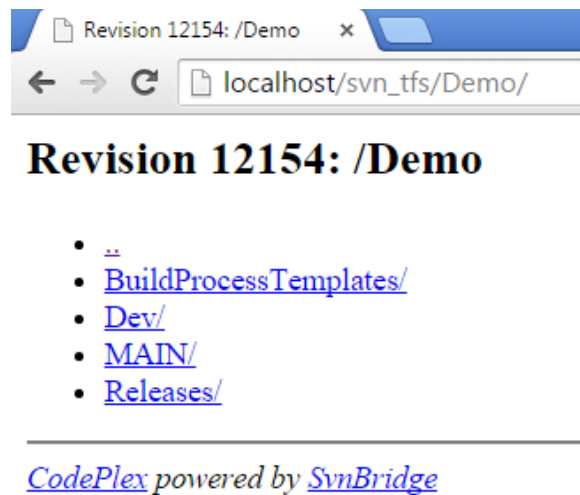 Revision 12154: /Demo
localhost/svn_tfs/Demo/
Revision 12154: /Demo
..
BuildProcessTemplates/
Dev/
MAIN/
Releases/
CodePlex powered by SvnBridge